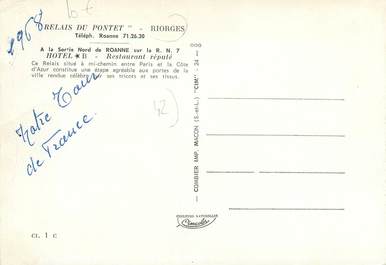 "RELAIS DU PONTET" - RIORGES
Téléph. Roanne 71.26.30
A la Sortie Nord de ROANNE sur la R. N. 7
HOTEL * B - Restaurant réputé
Ce Relais situé à mi-chemin entre Paris et la Côte
d'Azur constitue une étape agréable aux portes de la
ville rendue célèbre par ses tricots et ses tissus.
1968
Notre Tour
de France.
42)
CL. 1 C
COMBIER IMP. MACON (S.-et-L.) "CIM"
COULEURS NATURELLES
Cimcolor